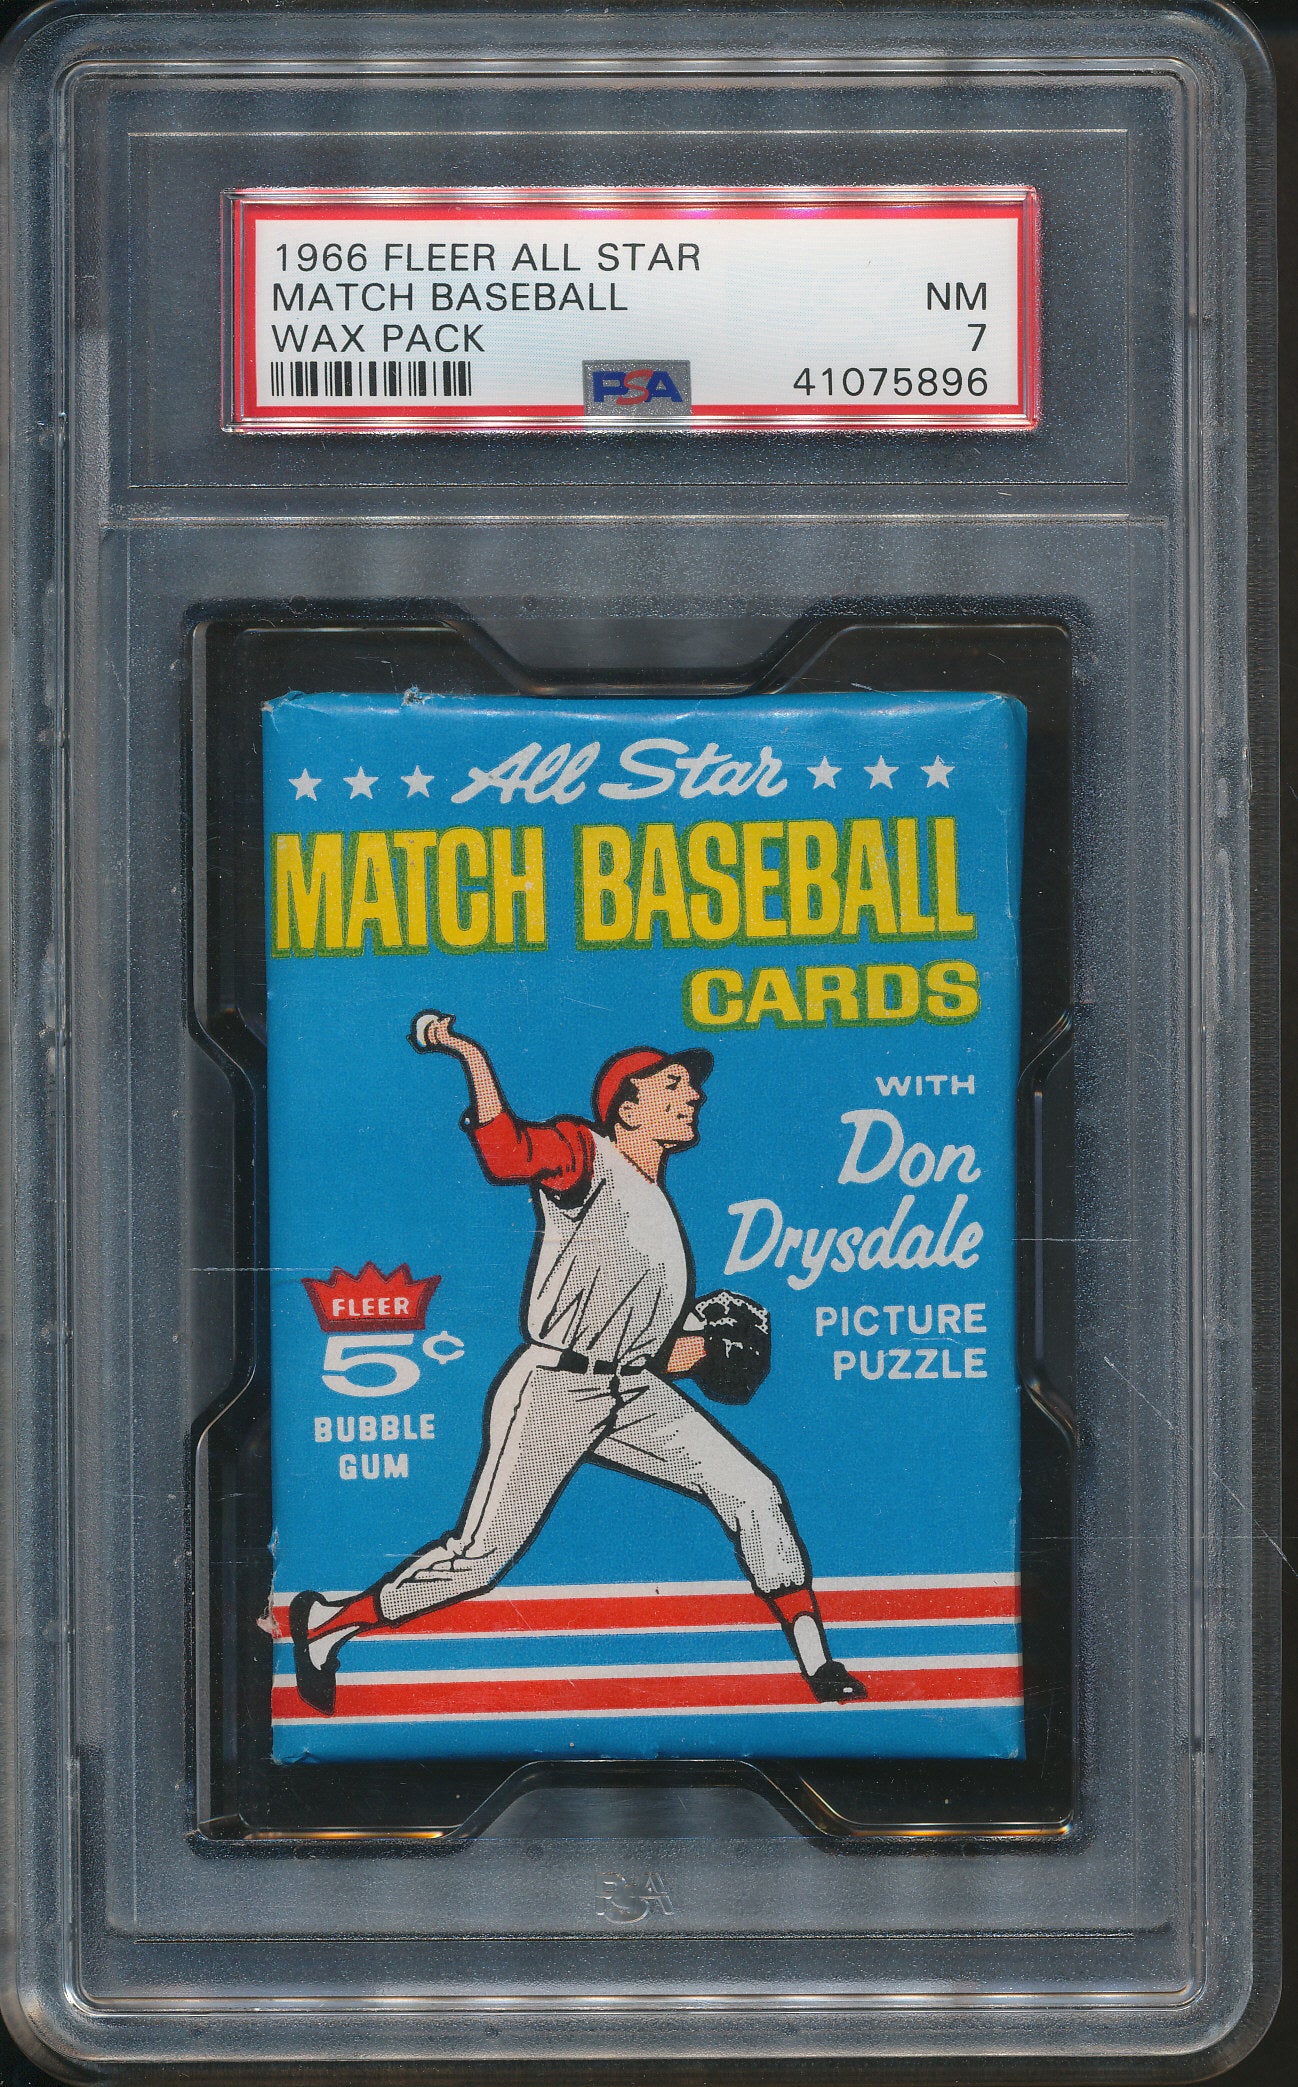 1966 FLEER ALL STAR
MATCH BASEBALL NM
WAX PACK 7
PSA 41075896
All Star
MATCH BASEBALL
CARDS
WITH
Don
Drysdale
PICTURE
PUZZLE
FLEER
5¢
BUBBLE
GUM
PSA